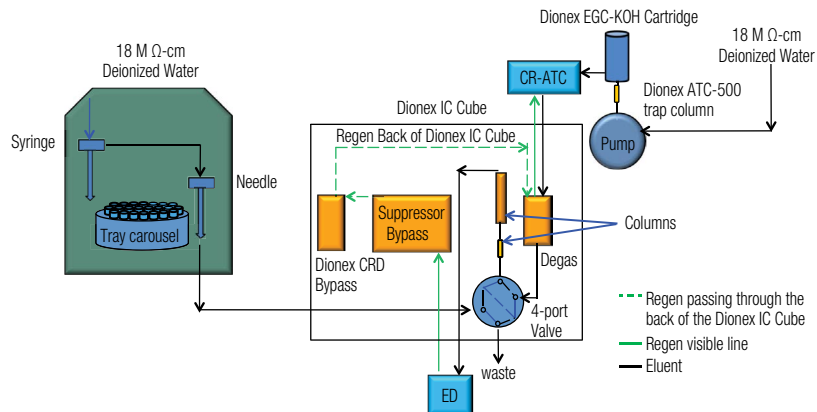 Dionex EGC-KOH Cartridge
18 M Ω-cm
Deionized Water
18 M Ω-cm
Deionized Water
CR-ATC
Dionex ATC-500
trap column
Dionex IC Cube
Pump
Regen Back of Dionex IC Cube
Syringe
Needle
Tray carousel
Suppressor
Bypass
Columns
Dionex CRD
Bypass
Degas
4-port
Valve
waste
ED
Regen passing through the
back of the Dionex IC Cube
Regen visible line
Eluent